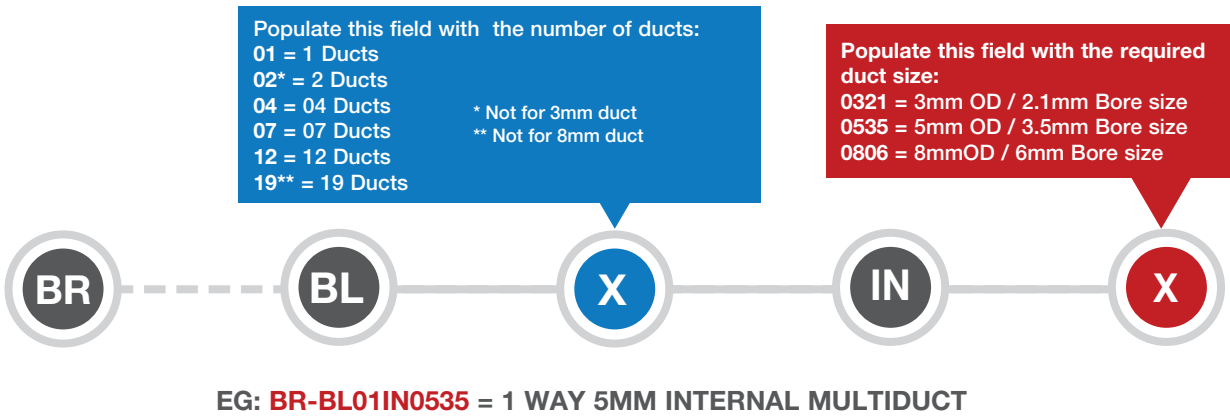 Populate this field with the number of ducts:
01 = 1 Ducts
02* = 2 Ducts
04 = 04 Ducts
07 = 07 Ducts
12 = 12 Ducts
19** = 19 Ducts
* Not for 3mm duct
** Not for 8mm duct
Populate this field with the required
duct size:
0321 = 3mm OD / 2.1mm Bore size
0535 = 5mm OD / 3.5mm Bore size
0806 = 8mmOD / 6mm Bore size
BR
BL
X
IN
X
EG: BR-BL01IN0535 = 1 WAY 5MM INTERNAL MULTIDUCT